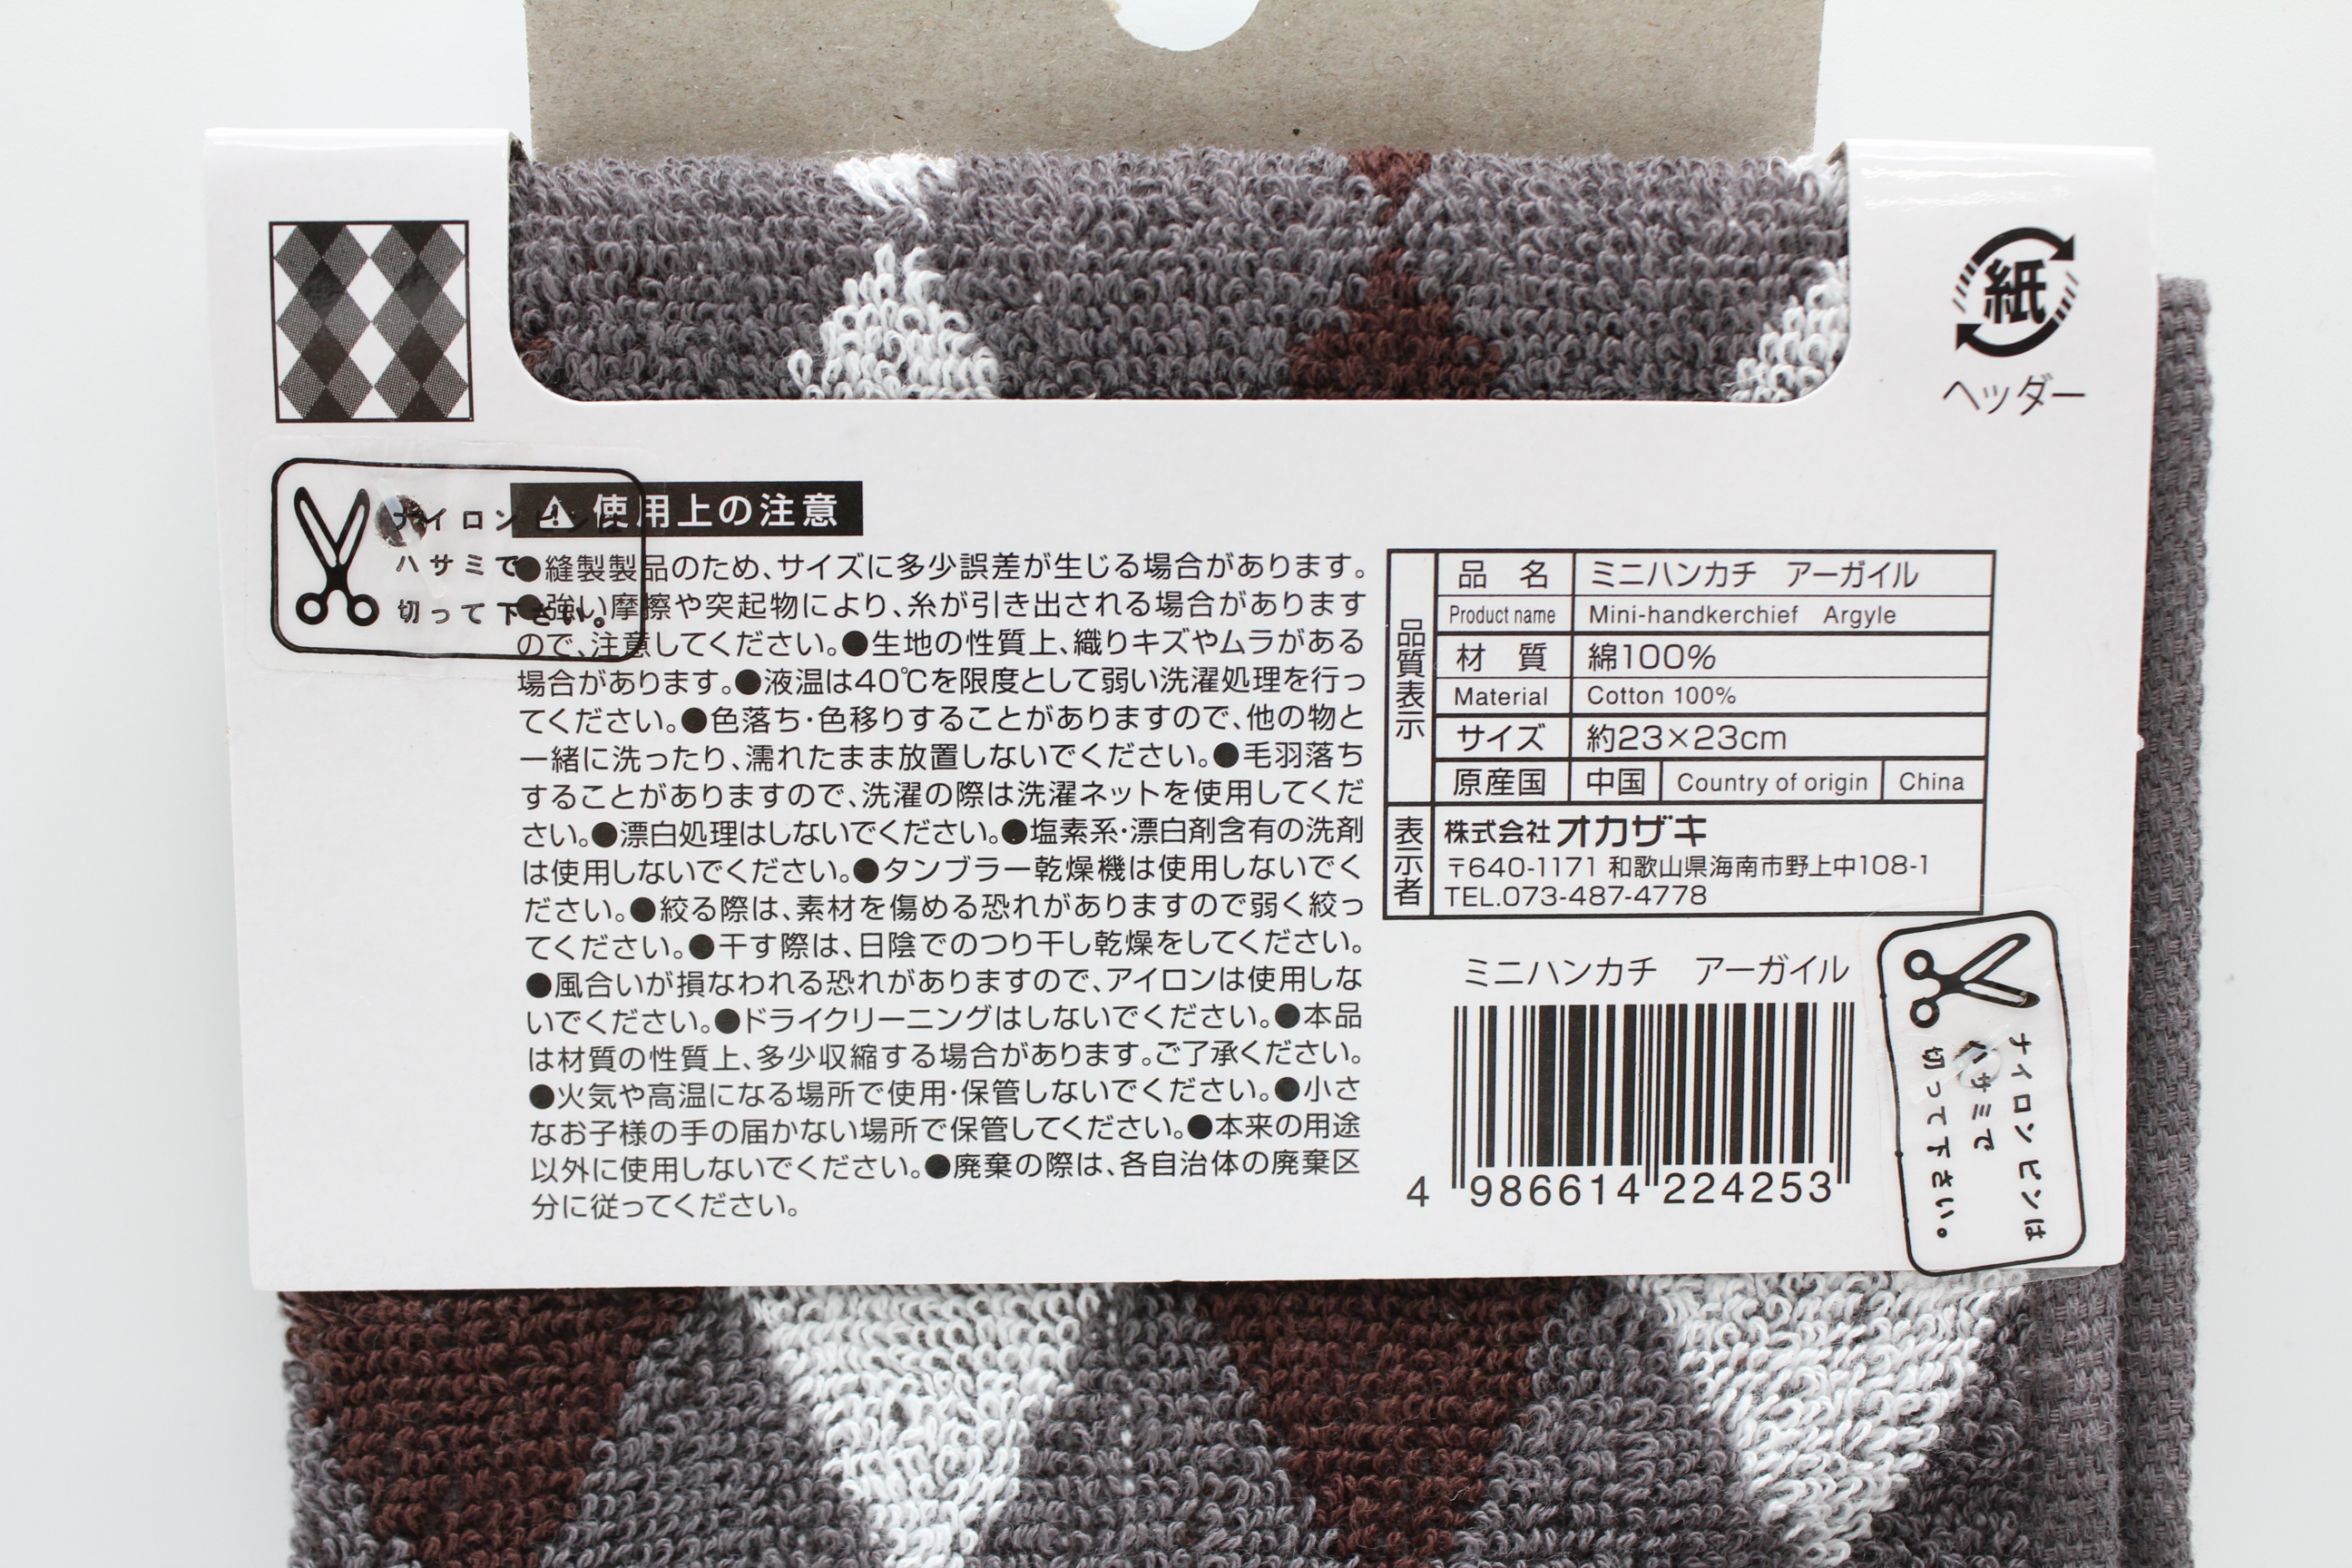 紙
ヘッダー
ナイロンピンは
ハサミで
切って下さい。
使用上の注意
●縫製製品のため、サイズに多少誤差が生じる場合があります。
●強い摩擦や突起物により、糸が引き出される場合があります
ので、注意してください。●生地の性質上、織りキズやムラがある
場合があります。●液温は40℃を限度として弱い洗濯処理を行っ
てください。●色落ち・色移りすることがありますので、他の物と
一緒に洗ったり、濡れたまま放置しないでください。●毛羽落ち
することがありますので、洗濯の際は洗濯ネットを使用してくだ
さい。●漂白処理はしないでください。●塩素系・漂白剤含有の洗剤
は使用しないでください。●タンブラー乾燥機は使用しないでく
ださい。●絞る際は、素材を傷める恐れがありますので弱く絞っ
てください。●干す際は、日陰でのつり干し乾燥をしてください。
●風合いが損なわれる恐れがありますので、アイロンは使用しな
いでください。●ドライクリーニングはしないでください。●本品
は材質の性質上、多少収縮する場合があります。ご了承ください。
●火気や高温になる場所で使用・保管しないでください。●小さ
なお子様の手の届かない場所で保管してください。●本来の用途
以外に使用しないでください。●廃棄の際は、各自治体の廃棄区
分に従ってください。
品質表示
品 名 ミニハンカチ アーガイル
Product name Mini-handkerchief Argyle
材 質 綿100%
Material Cotton 100%
サイズ 約23×23cm
原産国 中国 Country of origin China
表示者
株式会社オカザキ
〒640-1171 和歌山県海南市野上中108-1
TEL.073-487-4778
ミニハンカチ アーガイル
4 986614 224253
ナイロンピンは
ハサミで
切って下さい。